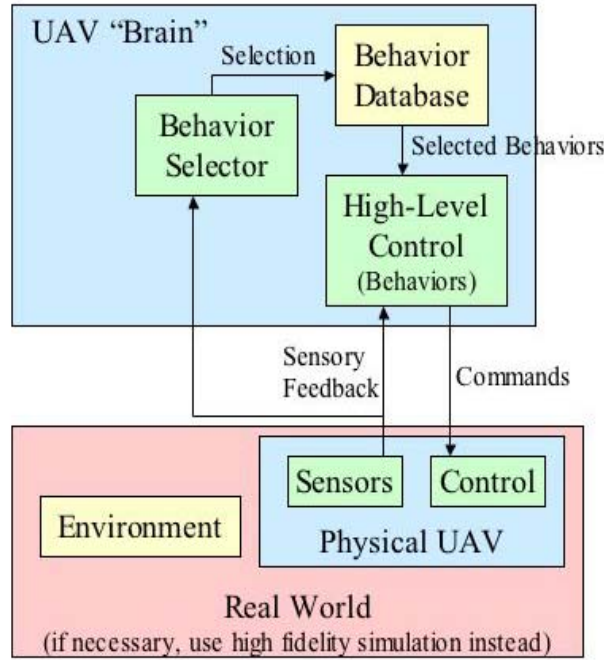 UAV “Brain”
Selection
Behavior
Database
Behavior
Selector
Selected Behaviors
High-Level
Control
(Behaviors)
Sensory
Feedback
Commands
Sensors
Control
Environment
Physical UAV
Real World
(if necessary, use high fidelity simulation instead)